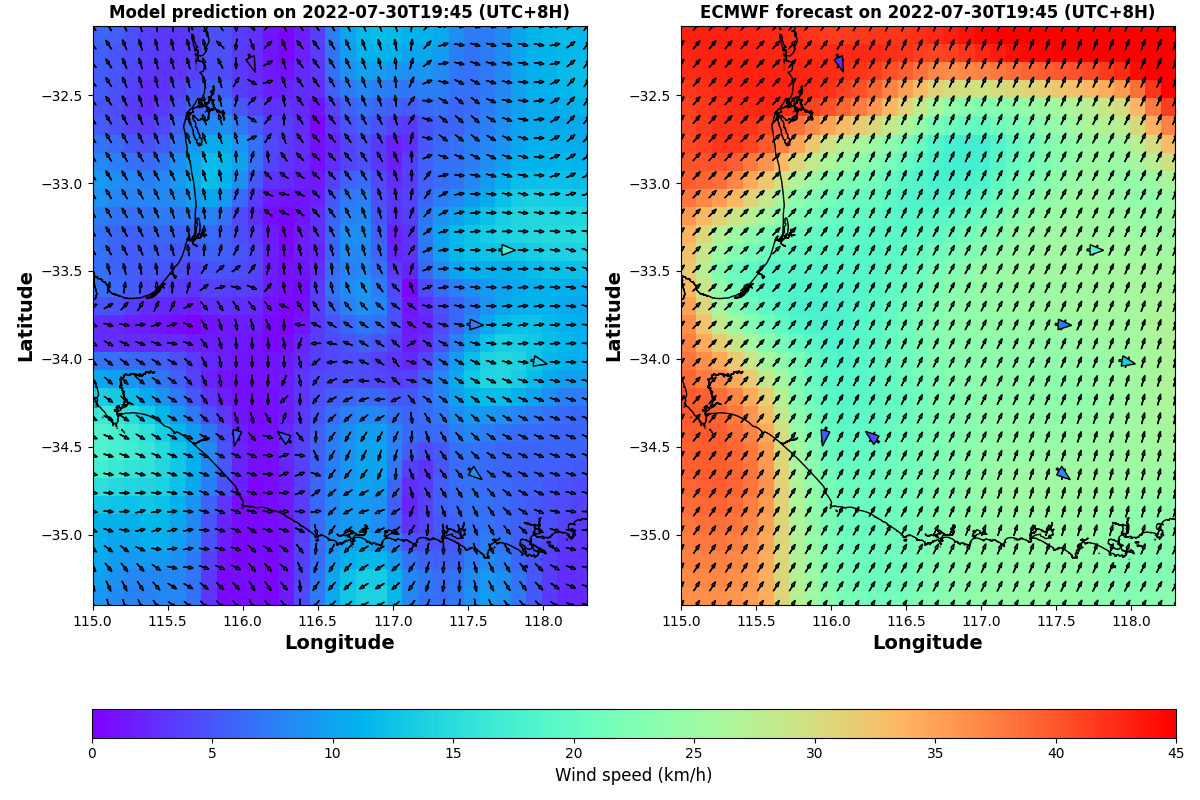 Model prediction on 2022-07-30T19:45 (UTC+8H)
ECMWF forecast on 2022-07-30T19:45 (UTC+8H)
Latitude
−32.5
−33.0
−33.5
−34.0
−34.5
−35.0
115.0 115.5 116.0 116.5 117.0 117.5 118.0
Longitude
Latitude
−32.5
−33.0
−33.5
−34.0
−34.5
−35.0
115.0 115.5 116.0 116.5 117.0 117.5 118.0
Longitude
0 5 10 15 20 25 30 35 40 45
Wind speed (km/h)